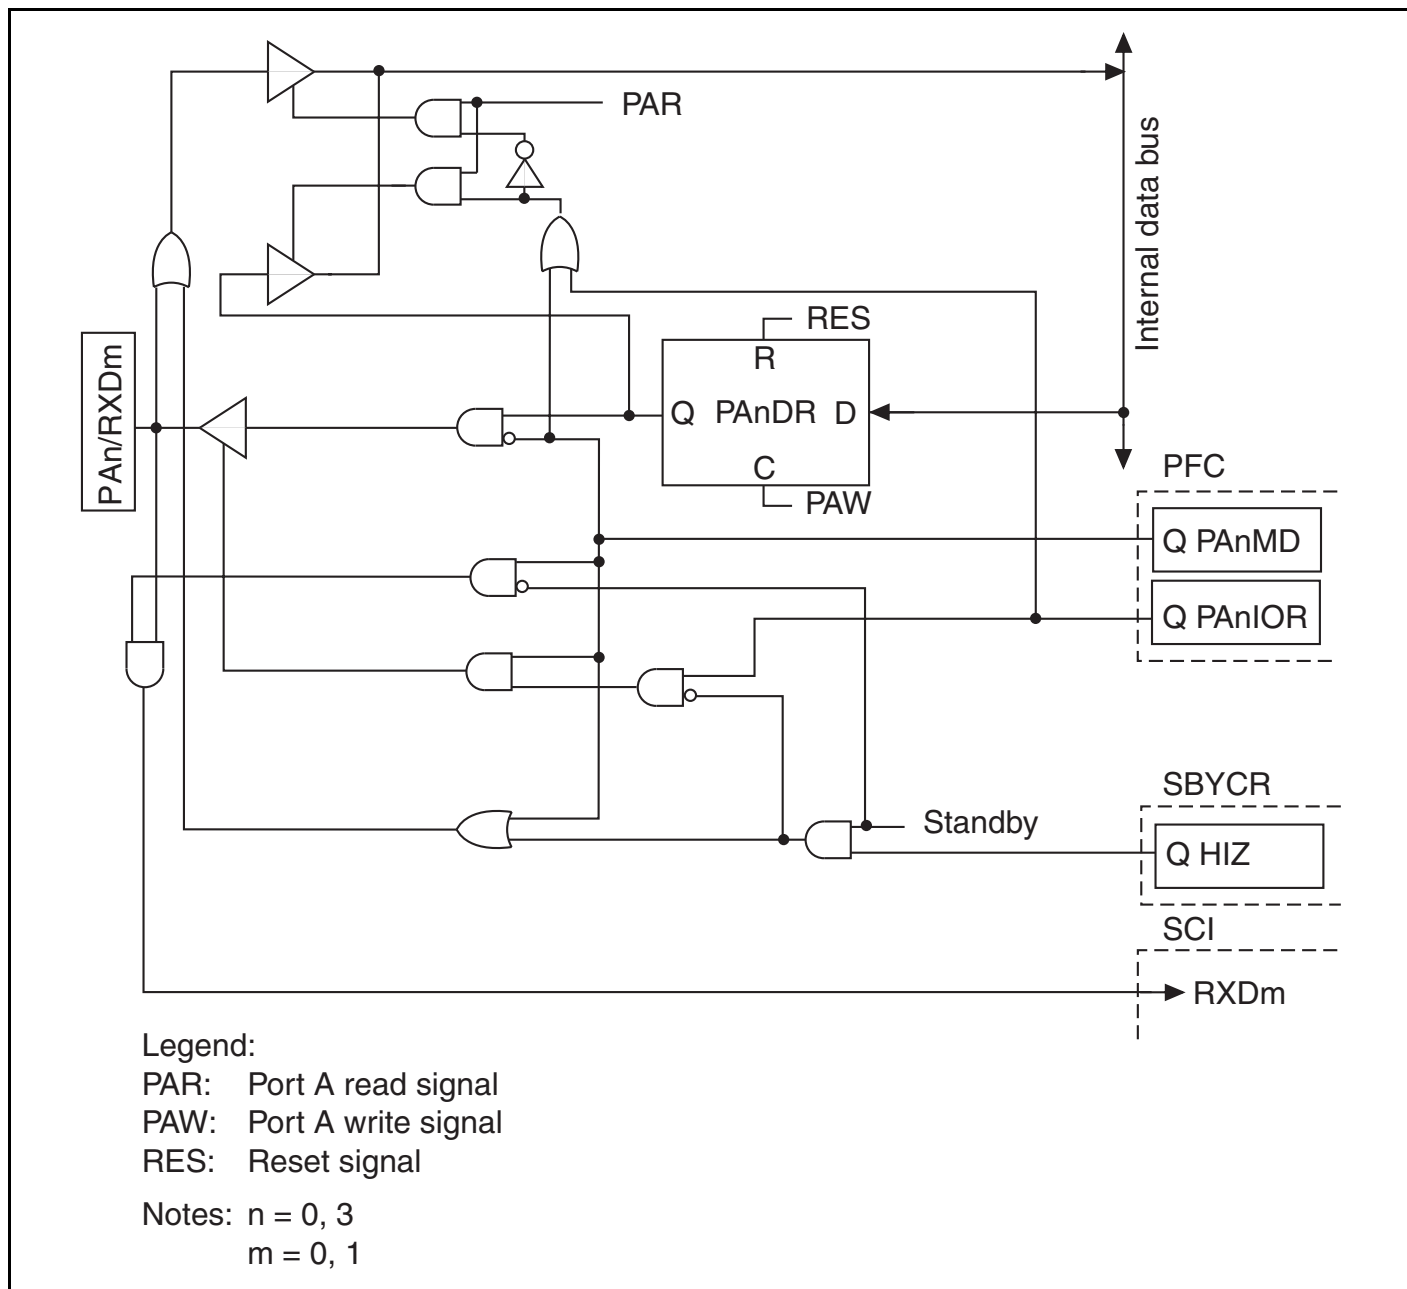 PAR
Internal data bus
RES
R
PAn/RXDm
Q PAnDR D
C
PAW
PFC
Q PAnMD
Q PAnIOR
SBYCR
Standby
Q HIZ
SCI
RXDm
Legend:
PAR: Port A read signal
PAW: Port A write signal
RES: Reset signal
Notes: n = 0, 3
m = 0, 1